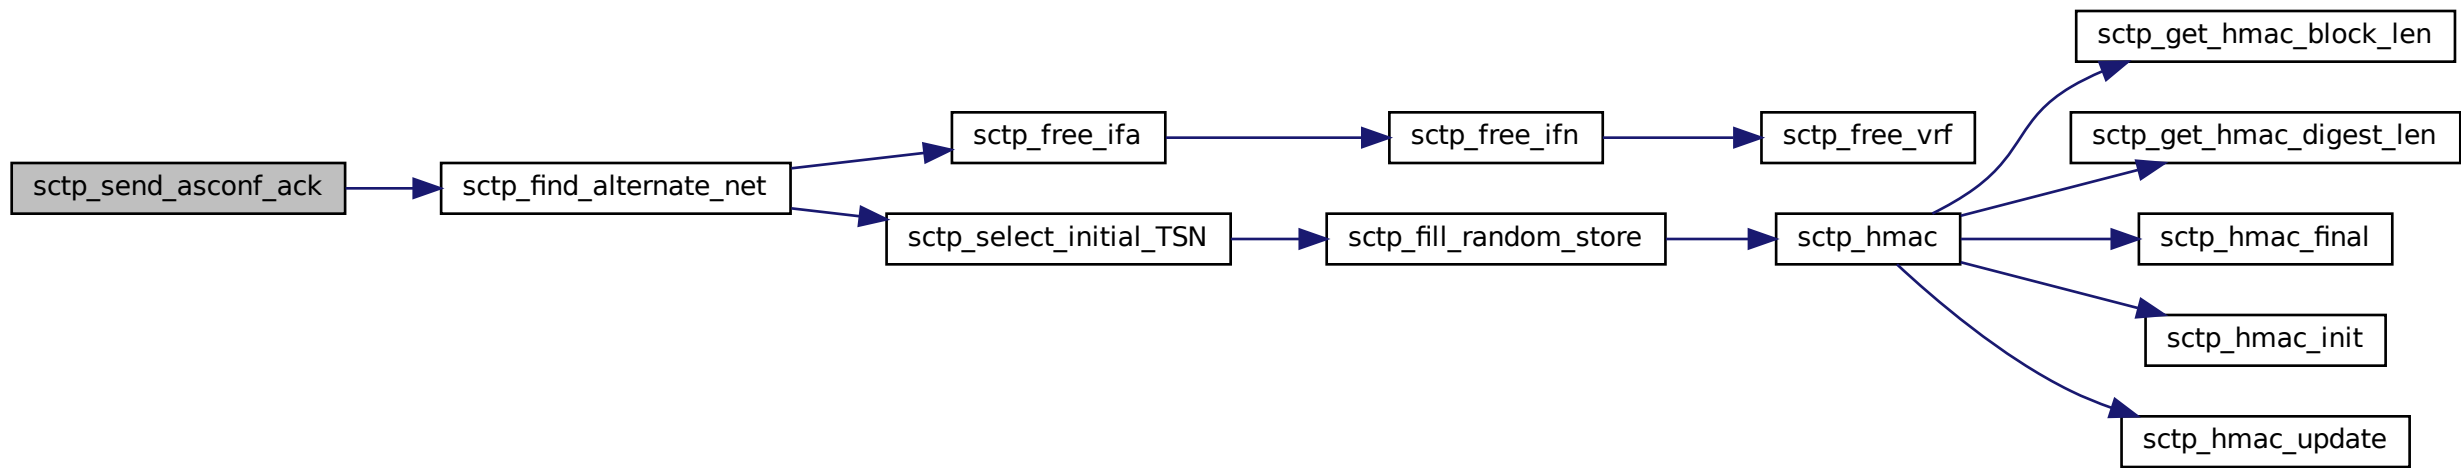 sctp_send_asconf_ack
sctp_find_alternate_net
sctp_free_ifa
sctp_free_ifn
sctp_free_vrf
sctp_select_initial_TSN
sctp_fill_random_store
sctp_hmac
sctp_get_hmac_block_len
sctp_get_hmac_digest_len
sctp_hmac_final
sctp_hmac_init
sctp_hmac_update